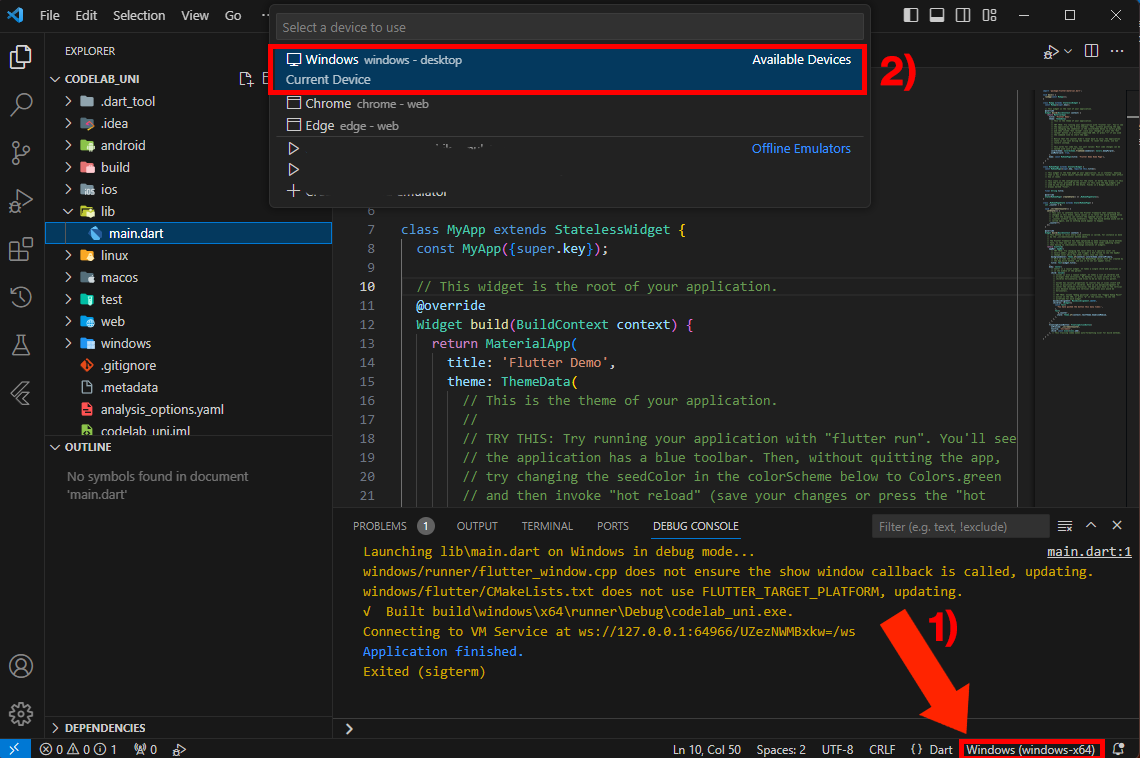 File Edit Selection View Go ···
Select a device to use
Windows windows - desktop Available Devices
Current Device
Chrome chrome - web
Edge edge - web
Offline Emulators
2)
EXPLORER
CODELAB_UNI
.dart_tool
.idea
android
build
ios
lib
main.dart
linux
macos
test
web
windows
.gitignore
.metadata
analysis_options.yaml
codelab_uni.iml
OUTLINE
No symbols found in document
'main.dart'
DEPENDENCIES
6
7 class MyApp extends StatelessWidget {
8 const MyApp({super.key});
9
10 // This widget is the root of your application.
11 @override
12 Widget build(BuildContext context) {
13 return MaterialApp(
14 title: 'Flutter Demo',
15 theme: ThemeData(
16 // This is the theme of your application.
17 //
18 // TRY THIS: Try running your application with "flutter run". You'll see
19 // the application has a blue toolbar. Then, without quitting the app,
20 // try changing the seedColor in the colorScheme below to Colors.green
21 // and then invoke "hot reload" (save your changes or press the "hot
PROBLEMS 1 OUTPUT TERMINAL PORTS DEBUG CONSOLE Filter (e.g. text, !exclude)
Launching lib\main.dart on Windows in debug mode... main.dart:1
windows/runner/flutter_window.cpp does not ensure the show window callback is called, updating.
windows/flutter/CMakeLists.txt does not use FLUTTER_TARGET_PLATFORM, updating.
√ Built build\windows\x64\runner\Debug\codelab_uni.exe.
Connecting to VM Service at ws://127.0.0.1:64966/UZezNWMBxkw=/ws
Application finished.
Exited (sigterm)
1)
0 0 1 0 Ln 10, Col 50 Spaces: 2 UTF-8 CRLF {} Dart Windows (windows-x64)